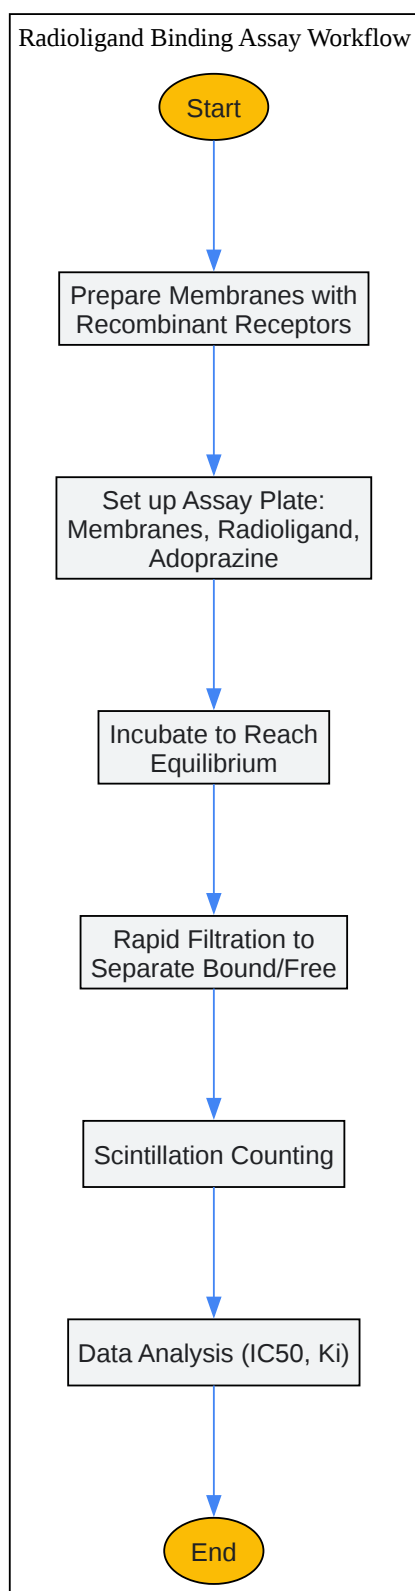 Radioligand Binding Assay Workflow
Start
Prepare Membranes with
Recombinant Receptors
Set up Assay Plate:
Membranes, Radioligand,
Adoprazine
Incubate to Reach
Equilibrium
Rapid Filtration to
Separate Bound/Free
Scintillation Counting
Data Analysis (IC50, Ki)
End